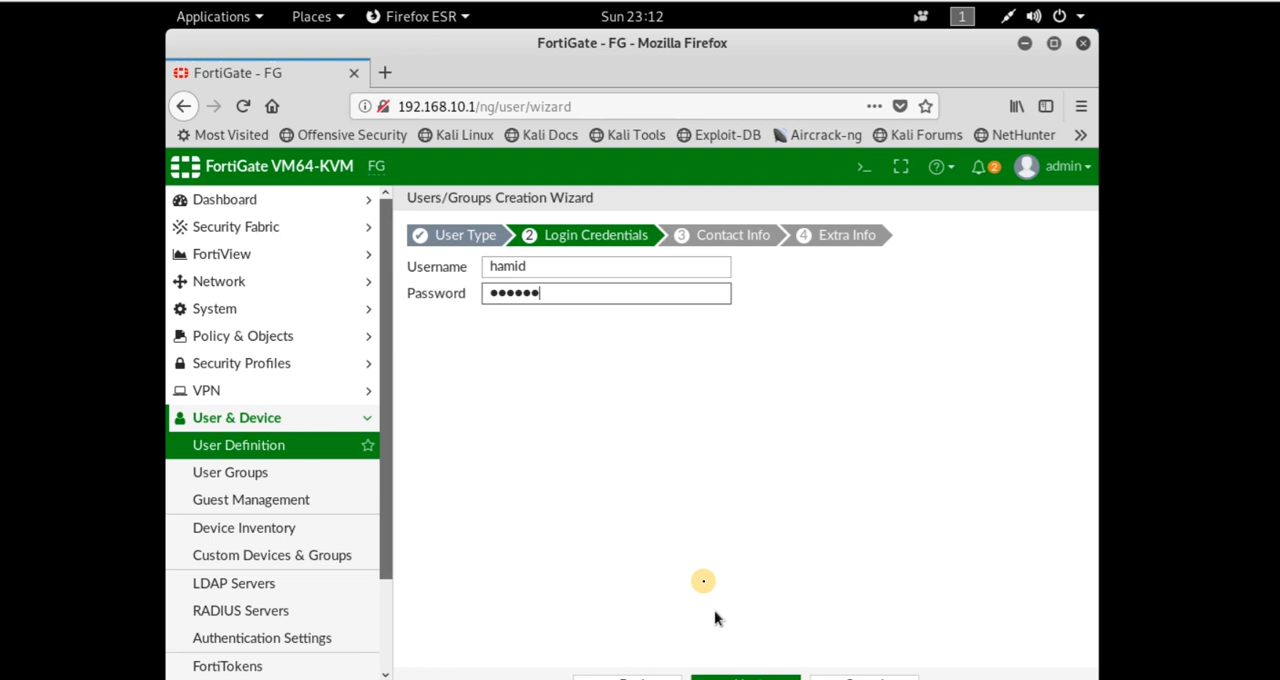 Applications Places Firefox ESR Sun 23:12 1
FortiGate - FG - Mozilla Firefox
FortiGate - FG
192.168.10.1/ng/user/wizard
Most Visited Offensive Security Kali Linux Kali Docs Kali Tools Exploit-DB Aircrack-ng Kali Forums NetHunter
FortiGate VM64-KVM FG >_ 2 admin
Dashboard
Security Fabric
FortiView
Network
System
Policy & Objects
Security Profiles
VPN
User & Device
User Definition
User Groups
Guest Management
Device Inventory
Custom Devices & Groups
LDAP Servers
RADIUS Servers
Authentication Settings
FortiTokens
Users/Groups Creation Wizard
User Type 2 Login Credentials 3 Contact Info 4 Extra Info
Username hamid
Password ••••••